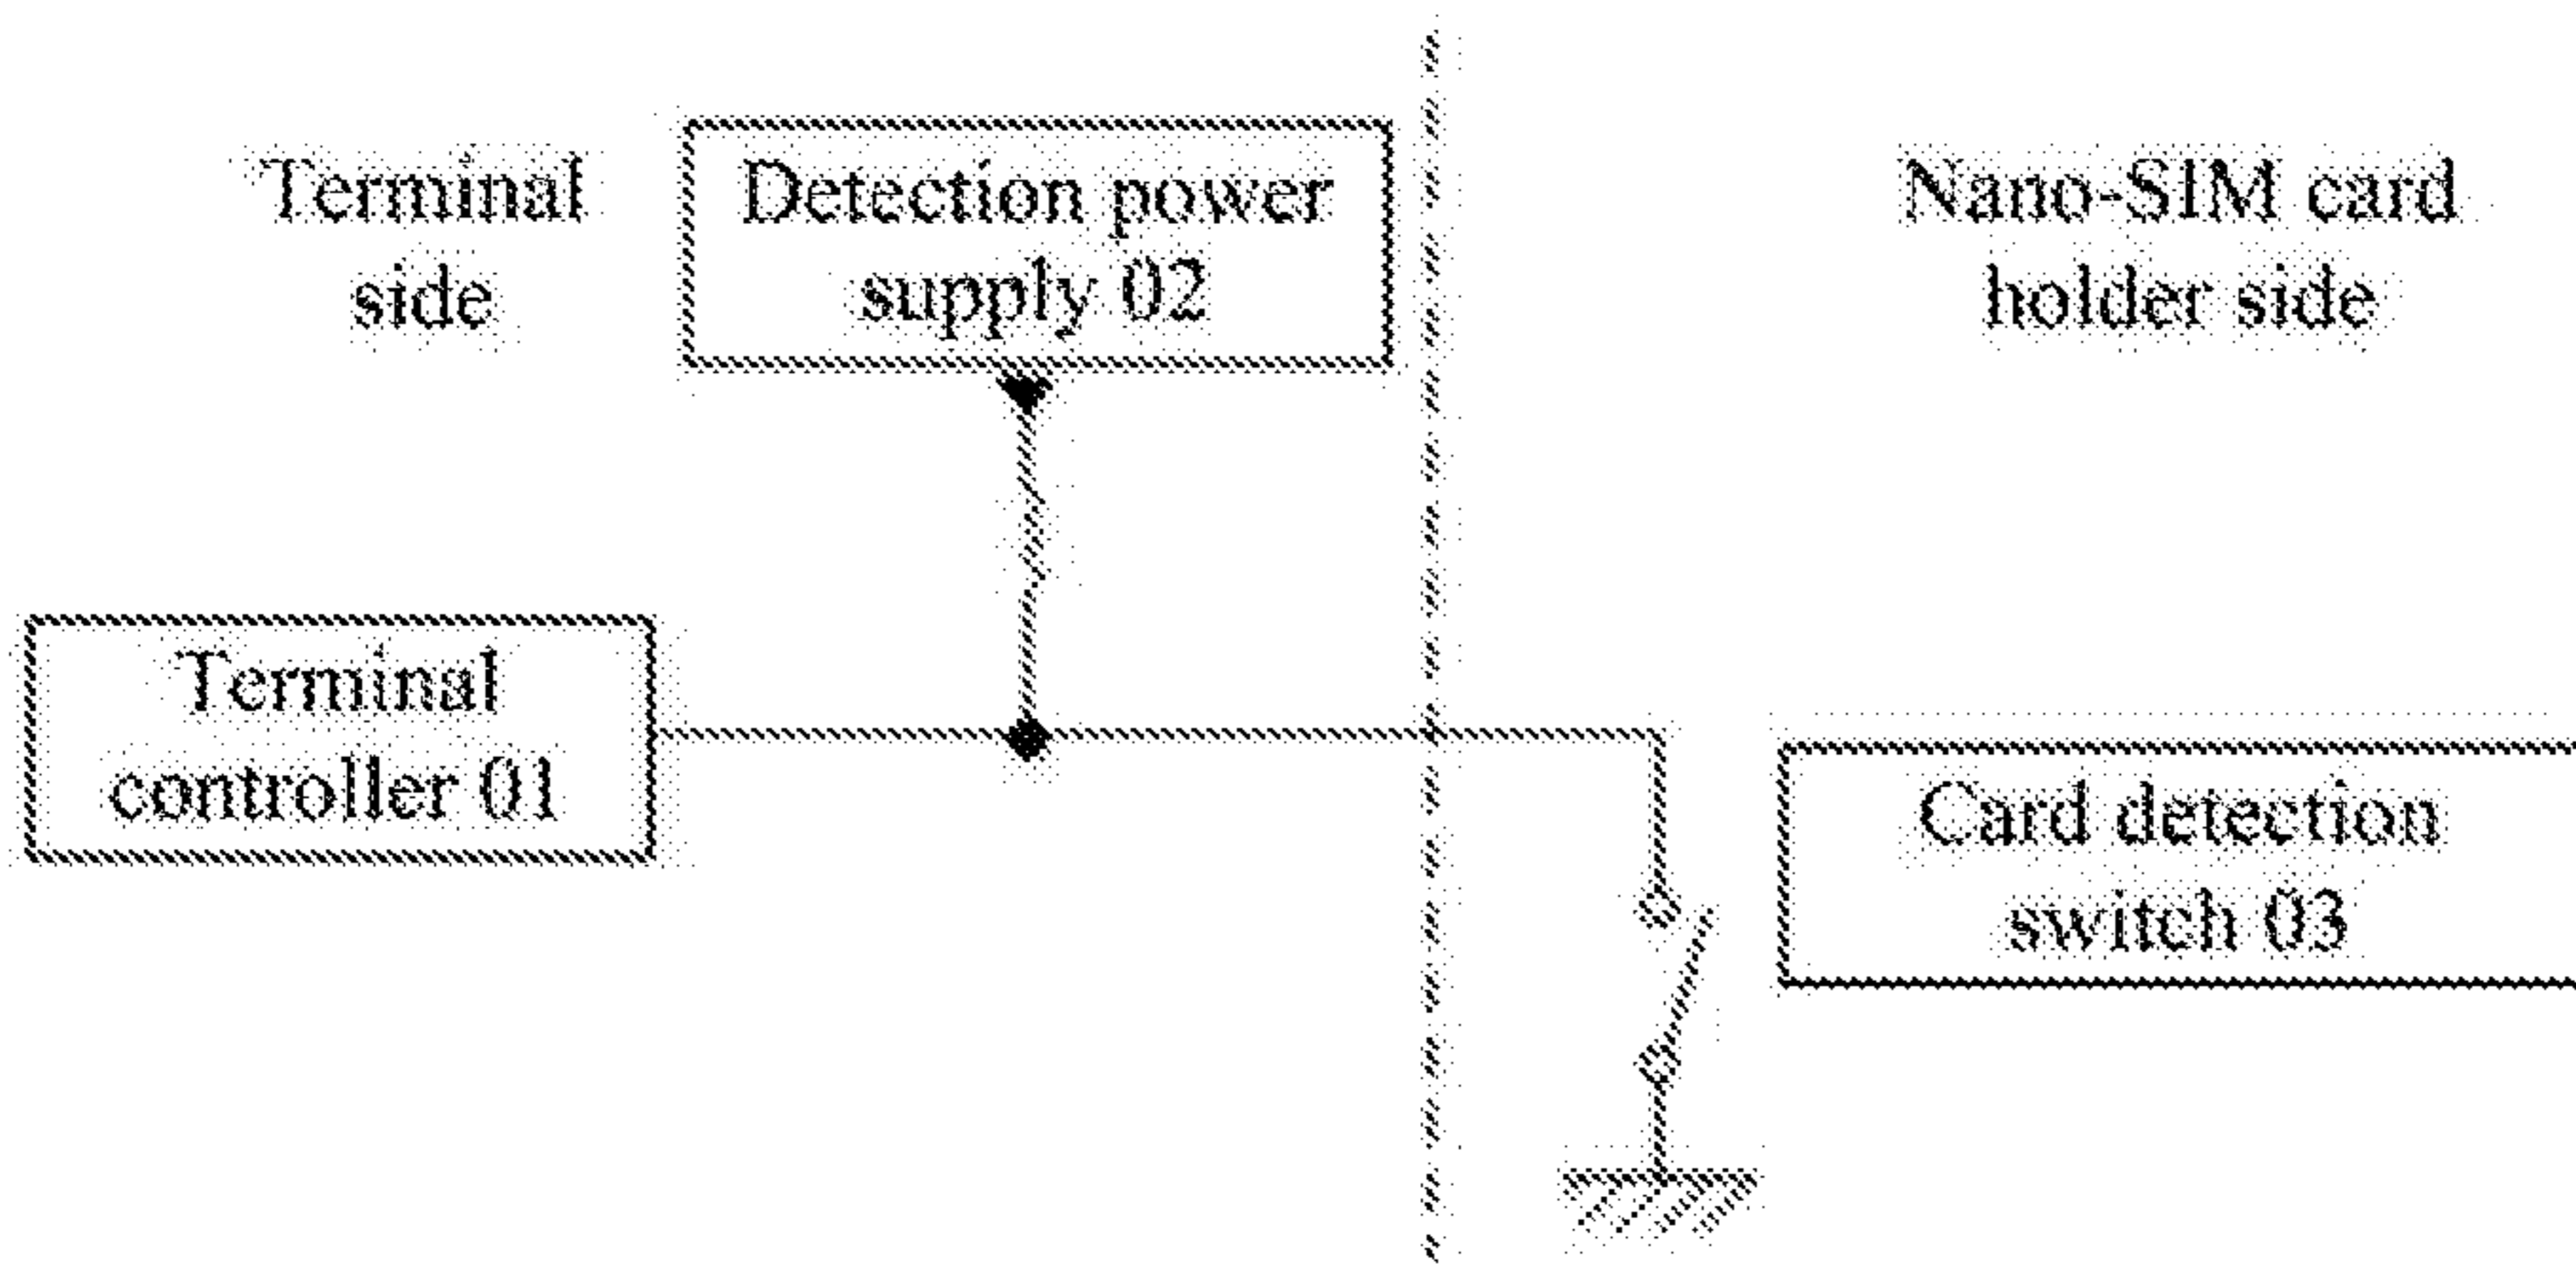 Terminal
side
Detection power
supply 02
Nano-SIM card
holder side
Terminal
controller 01
Card detection
switch 03